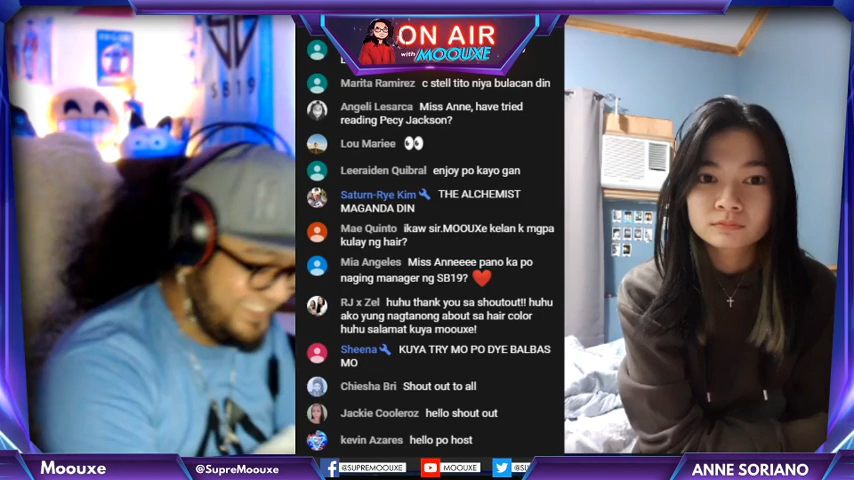 ON AIR
with MOOUXE
SB19
Marita Ramirez c stell tito niya bulacan din
Angeli Lesarca Miss Anne, have tried
reading Pecy Jackson?
Lou Mariee 👀
Leeraiden Quibral enjoy po kayo gan
Saturn-Rye Kim THE ALCHEMIST
MAGANDA DIN
Mae Quinto ikaw sir.MOOUXe kelan k mgpa
kulay ng hair?
Mia Angeles Miss Anneeee pano ka po
naging manager ng SB19? ❤️
RJ x Zel huhu thank you sa shoutout!! huhu
ako yung nagtanong about sa hair color
huhu salamat kuya moouxe!
Sheena KUYA TRY MO PO DYE BALBAS
MO
Chiesha Bri Shout out to all
Jackie Cooleroz hello shout out
kevin Azares hello po host
Moouxe
@SupreMoouxe
@SUPREMOOUXE
MOOUXE
ANNE SORIANO